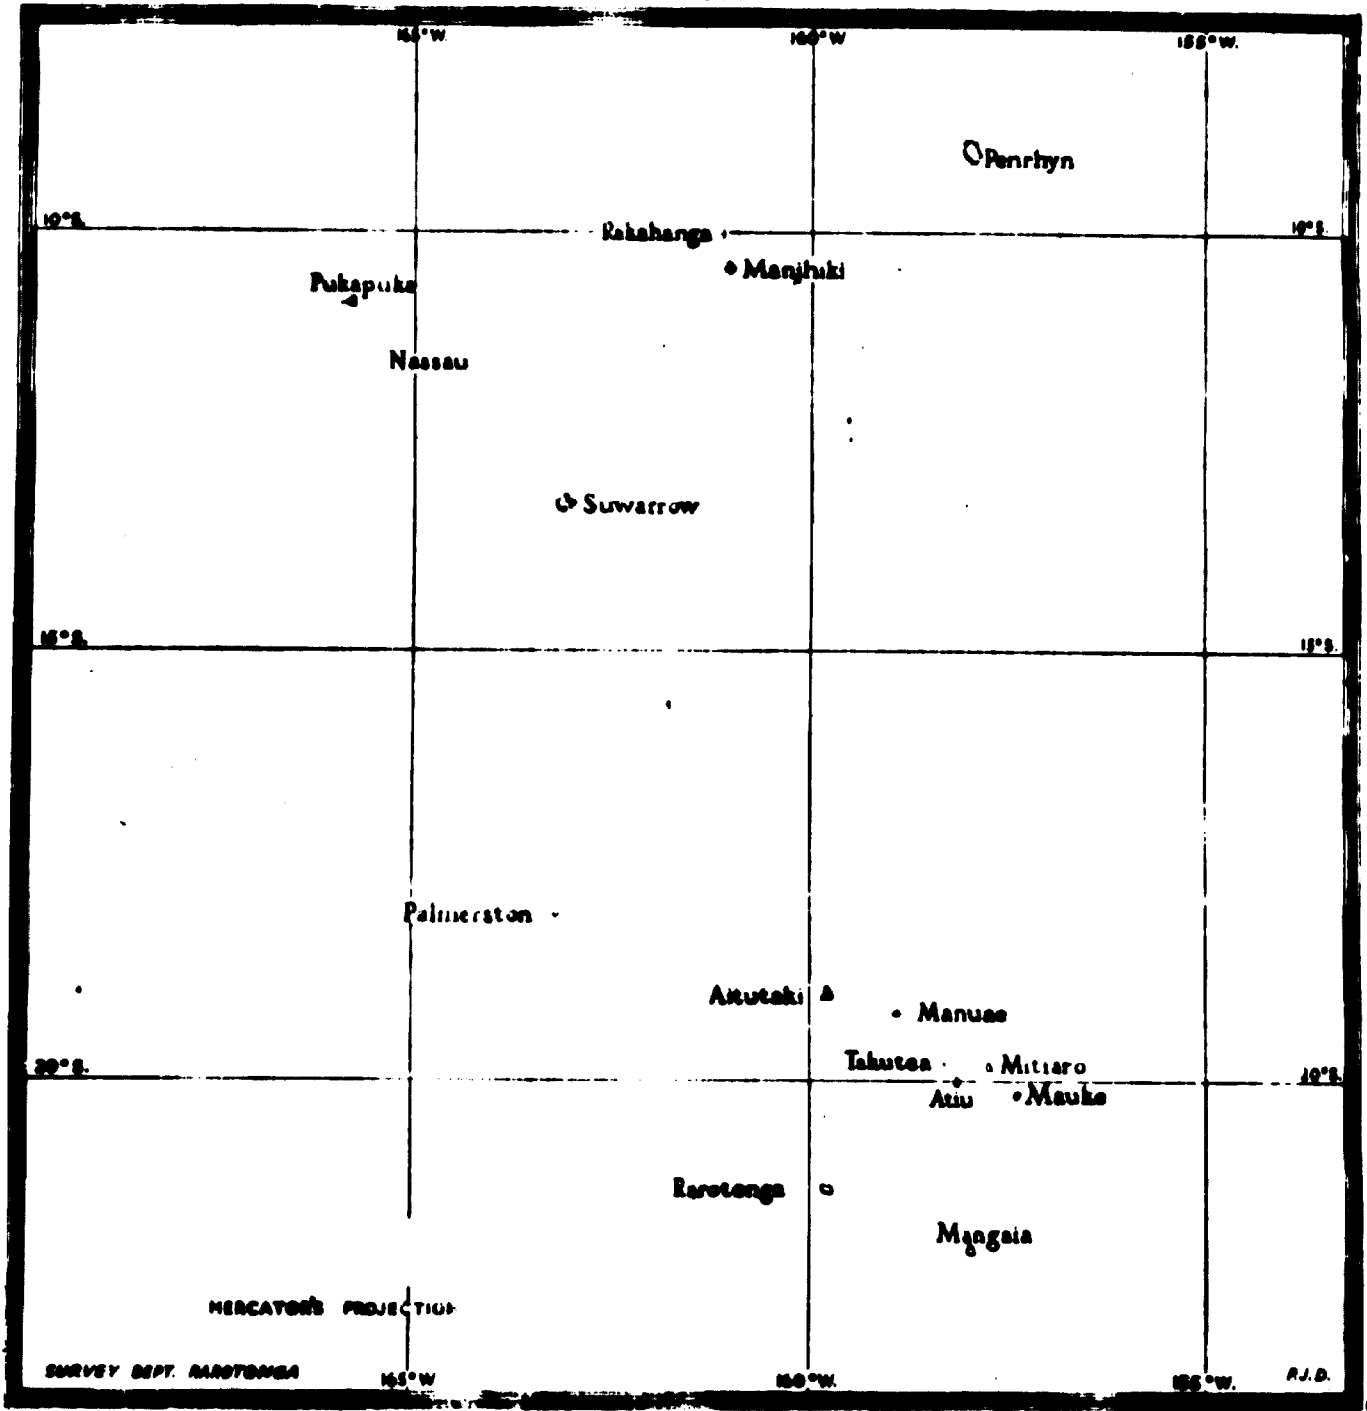 165°W. 160°W 155°W.
Penrhyn
10°S. Rakahanga 10°S.
Manihiki
Pukapuka
Nassau
Suwarrow
15°S. 15°S.
Palmerston
Aitutaki
Manuae
Takutea Mitiaro
20°S. 20°S.
Atiu Mauke
Rarotonga
Mangaia
MERCATOR'S PROJECTION
SURVEY DEPT. RAROTONGA P.J.D.
165°W 160°W. 155°W.